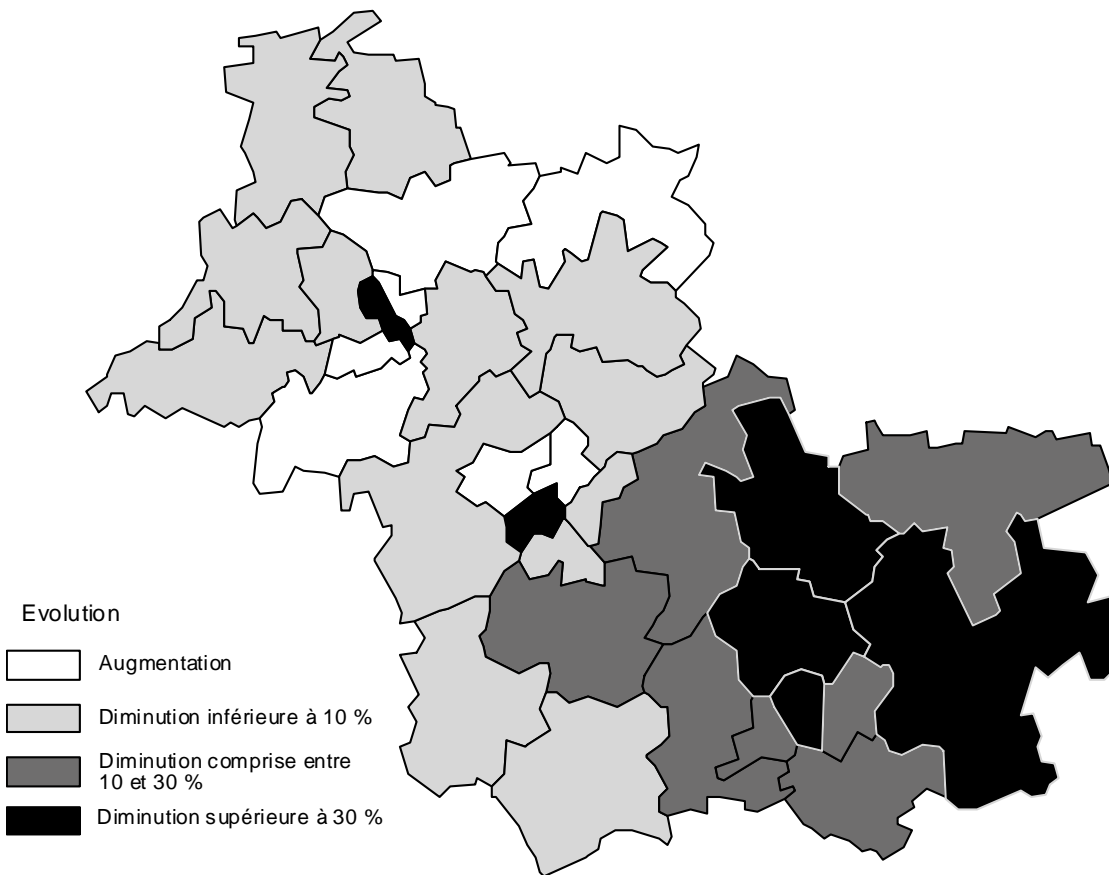 Evolution
Augmentation
Diminution inférieure à 10 %
Diminution comprise entre
10 et 30 %
Diminution supérieure à 30 %